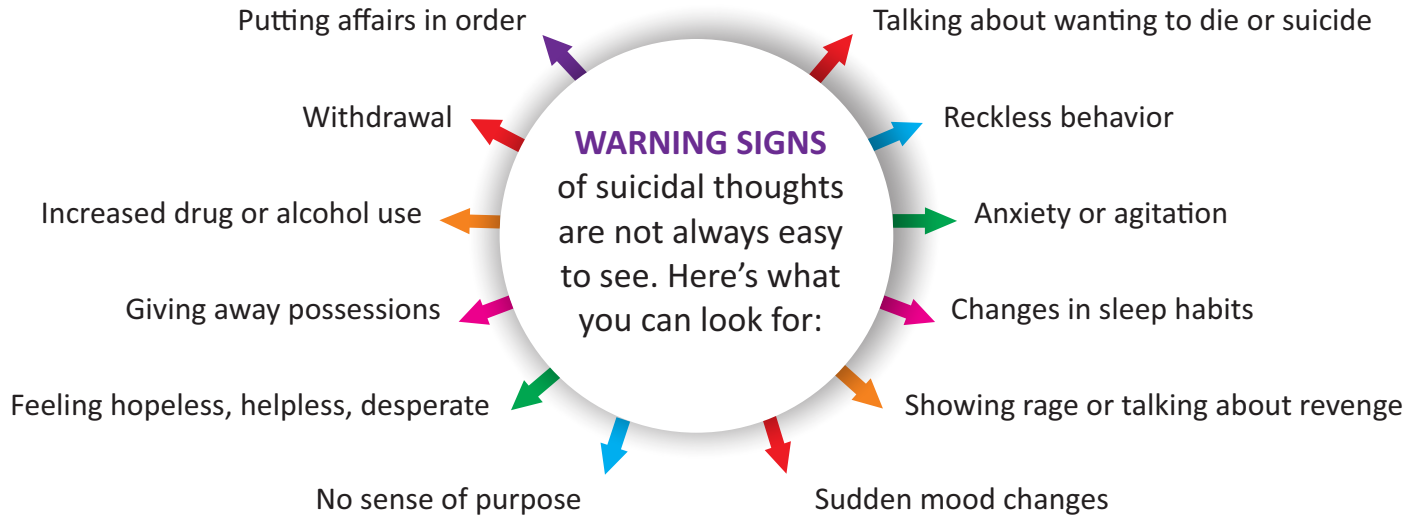 Putting affairs in order
Withdrawal
Increased drug or alcohol use
Giving away possessions
Feeling hopeless, helpless, desperate
No sense of purpose
WARNING SIGNS
of suicidal thoughts
are not always easy
to see. Here’s what
you can look for:
Talking about wanting to die or suicide
Reckless behavior
Anxiety or agitation
Changes in sleep habits
Showing rage or talking about revenge
Sudden mood changes